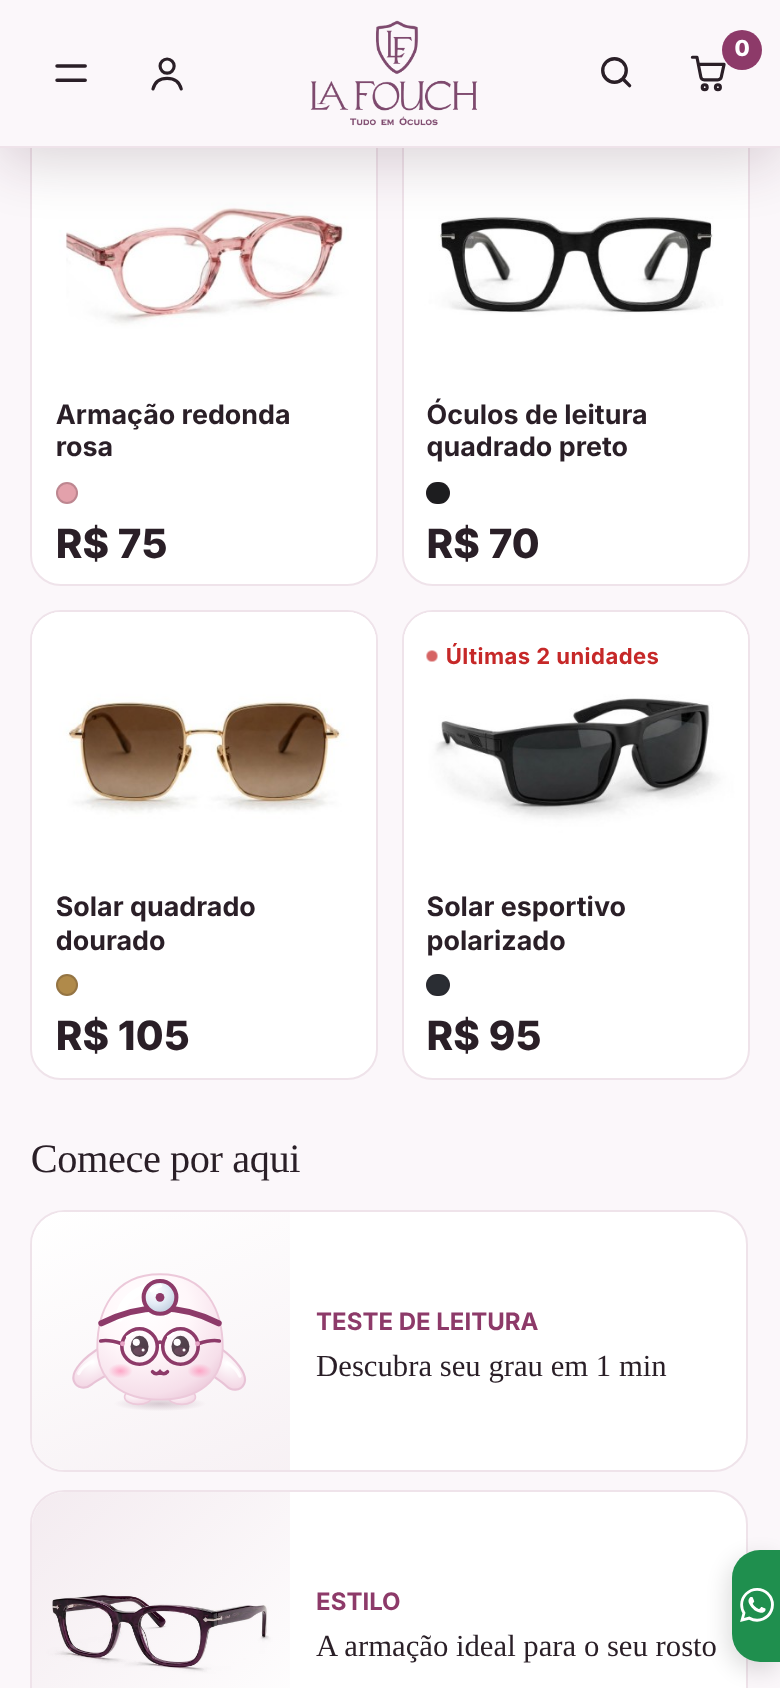 LF
LA FOUCH
TUDO EM ÓCULOS
0
Armação redonda
rosa
R$ 75
Óculos de leitura
quadrado preto
R$ 70
Solar quadrado
dourado
R$ 105
Últimas 2 unidades
Solar esportivo
polarizado
R$ 95
Comece por aqui
TESTE DE LEITURA
Descubra seu grau em 1 min
ESTILO
A armação ideal para o seu rosto